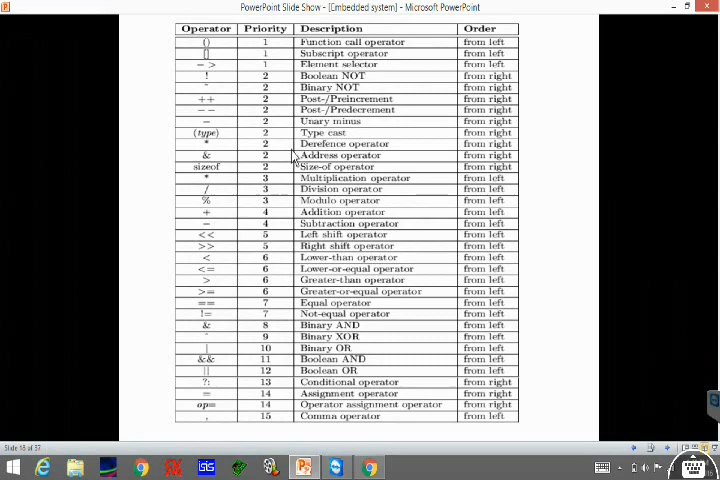 PowerPoint Slide Show - [Embedded system] - Microsoft PowerPoint
Operator Priority Description Order
() 1 Function call operator from left
[] 1 Subscript operator from left
-> 1 Element selector from left
! 2 Boolean NOT from right
~ 2 Binary NOT from right
++ 2 Post-/Preincrement from right
-- 2 Post-/Predecrement from right
- 2 Unary minus from right
(type) 2 Type cast from right
* 2 Derefence operator from right
& 2 Address operator from right
sizeof 2 Size-of operator from right
* 3 Multiplication operator from left
/ 3 Division operator from left
% 3 Modulo operator from left
+ 4 Addition operator from left
- 4 Subtraction operator from left
<< 5 Left shift operator from left
>> 5 Right shift operator from left
< 6 Lower-than operator from left
<= 6 Lower-or-equal operator from left
> 6 Greater-than operator from left
>= 6 Greater-or-equal operator from left
== 7 Equal operator from left
!= 7 Not-equal operator from left
& 8 Binary AND from left
^ 9 Binary XOR from left
| 10 Binary OR from left
&& 11 Boolean AND from left
|| 12 Boolean OR from left
?: 13 Conditional operator from right
= 14 Assignment operator from right
op= 14 Operator assignment operator from right
, 15 Comma operator from left
Slide 18 of 37